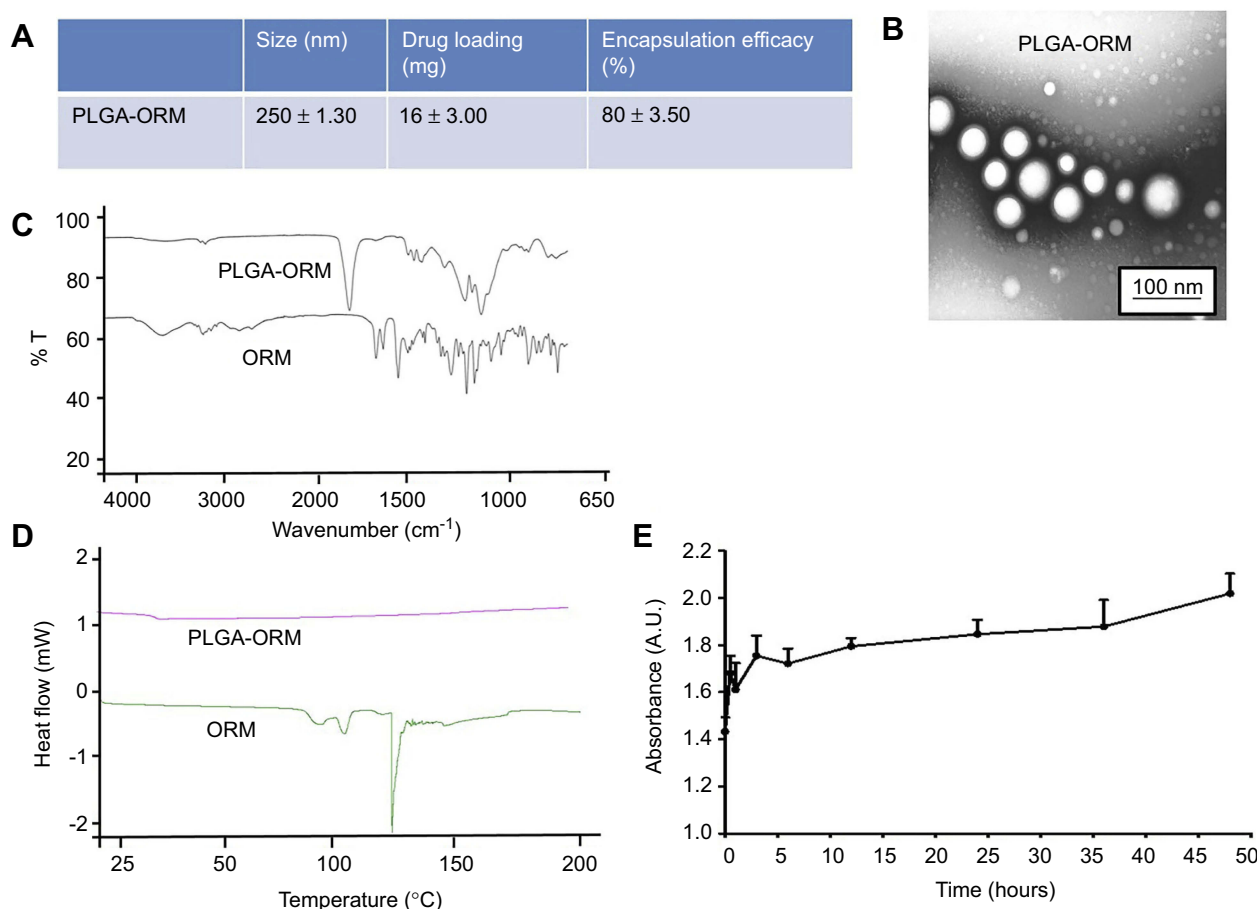 A
Size (nm)
Drug loading
(mg)
Encapsulation efficacy
(%)
PLGA-ORM
250 ± 1.30
16 ± 3.00
80 ± 3.50
B
PLGA-ORM
100 nm
C
100
80
60
40
20
% T
PLGA-ORM
ORM
4000
3000
2000
1500
1000
650
Wavenumber (cm-1)
D
2
1
0
-1
-2
Heat flow (mW)
PLGA-ORM
ORM
25
50
100
150
200
Temperature (°C)
E
2.2
2.0
1.8
1.6
1.4
1.2
1.0
Absorbance (A.U.)
0
5
10
15
20
25
30
35
40
45
50
Time (hours)